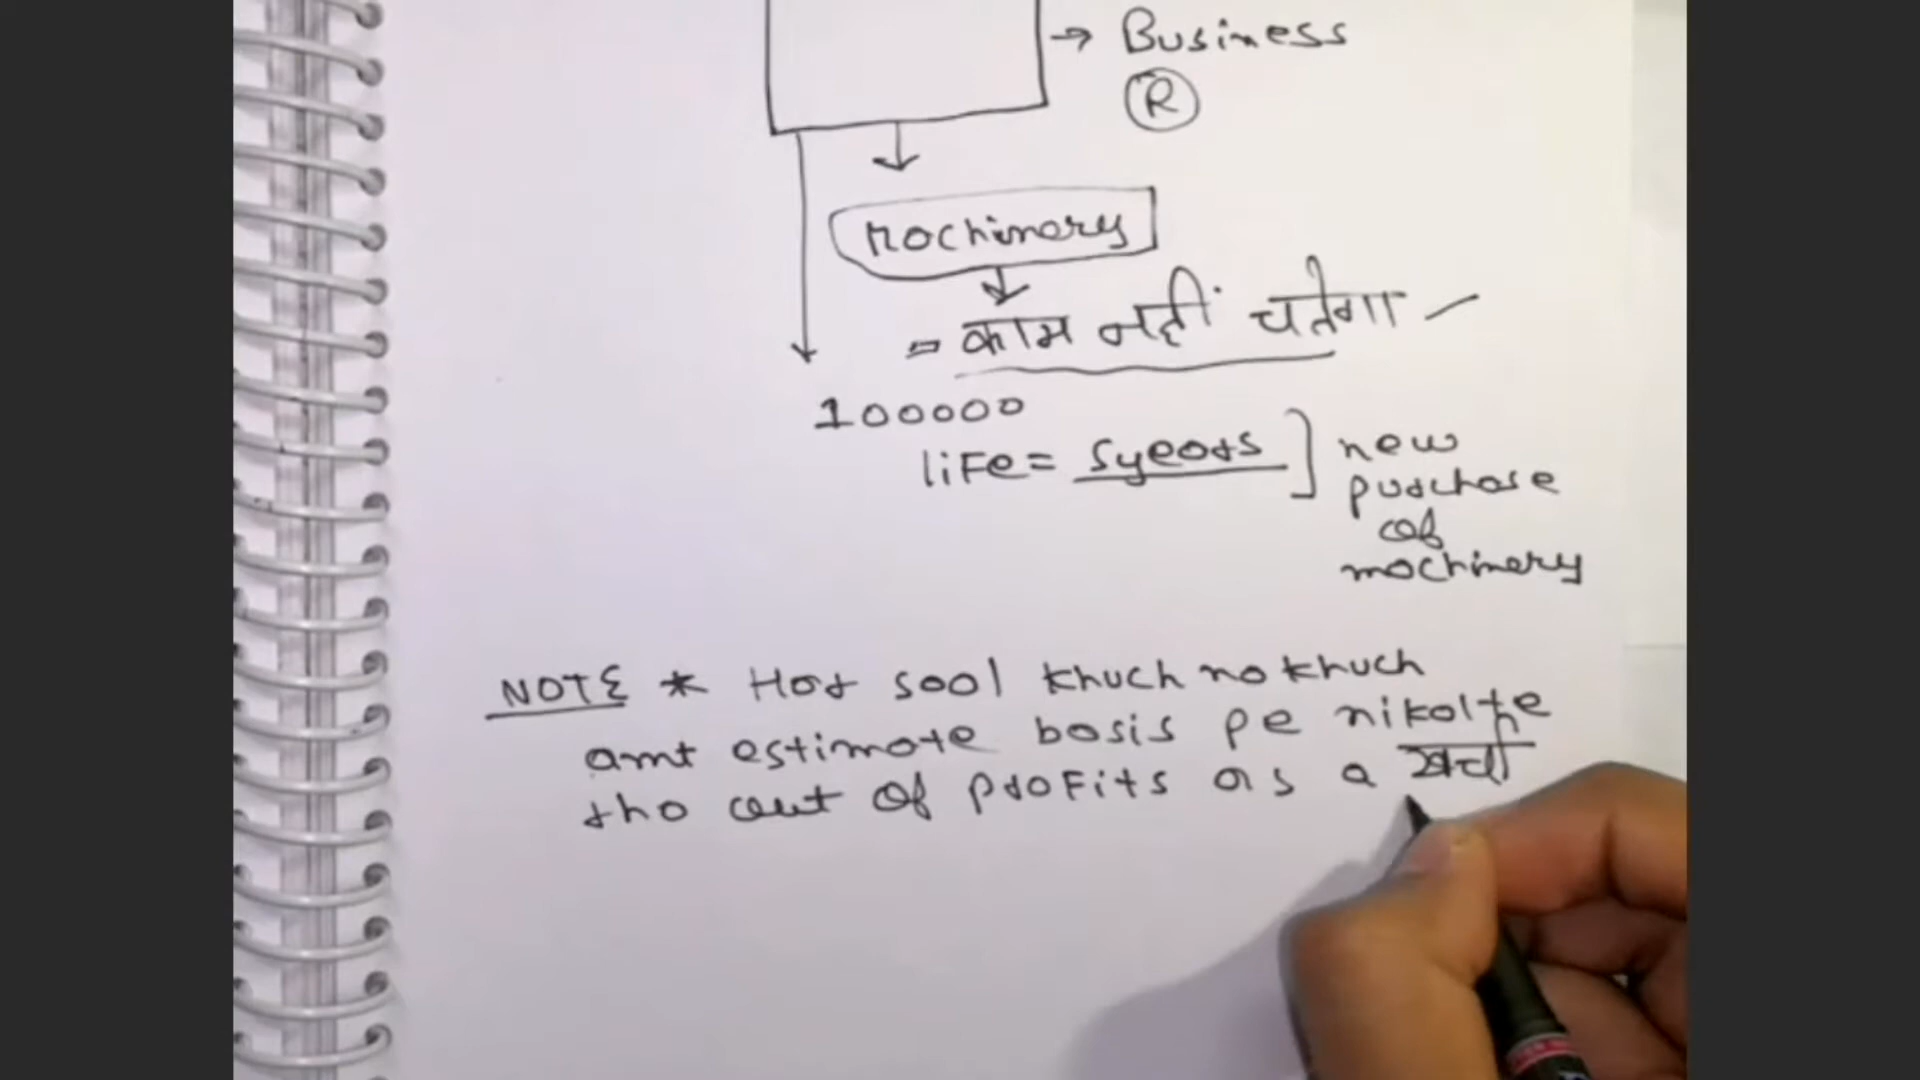 → Business
R
Machinery
= काम नहीं चलेगा
100000
life = 5years
new
purchase
of
machinery
NOTE * Har saal khuch na khuch
amt estimate basis pe nikalte
rho out of profits as a खर्चा